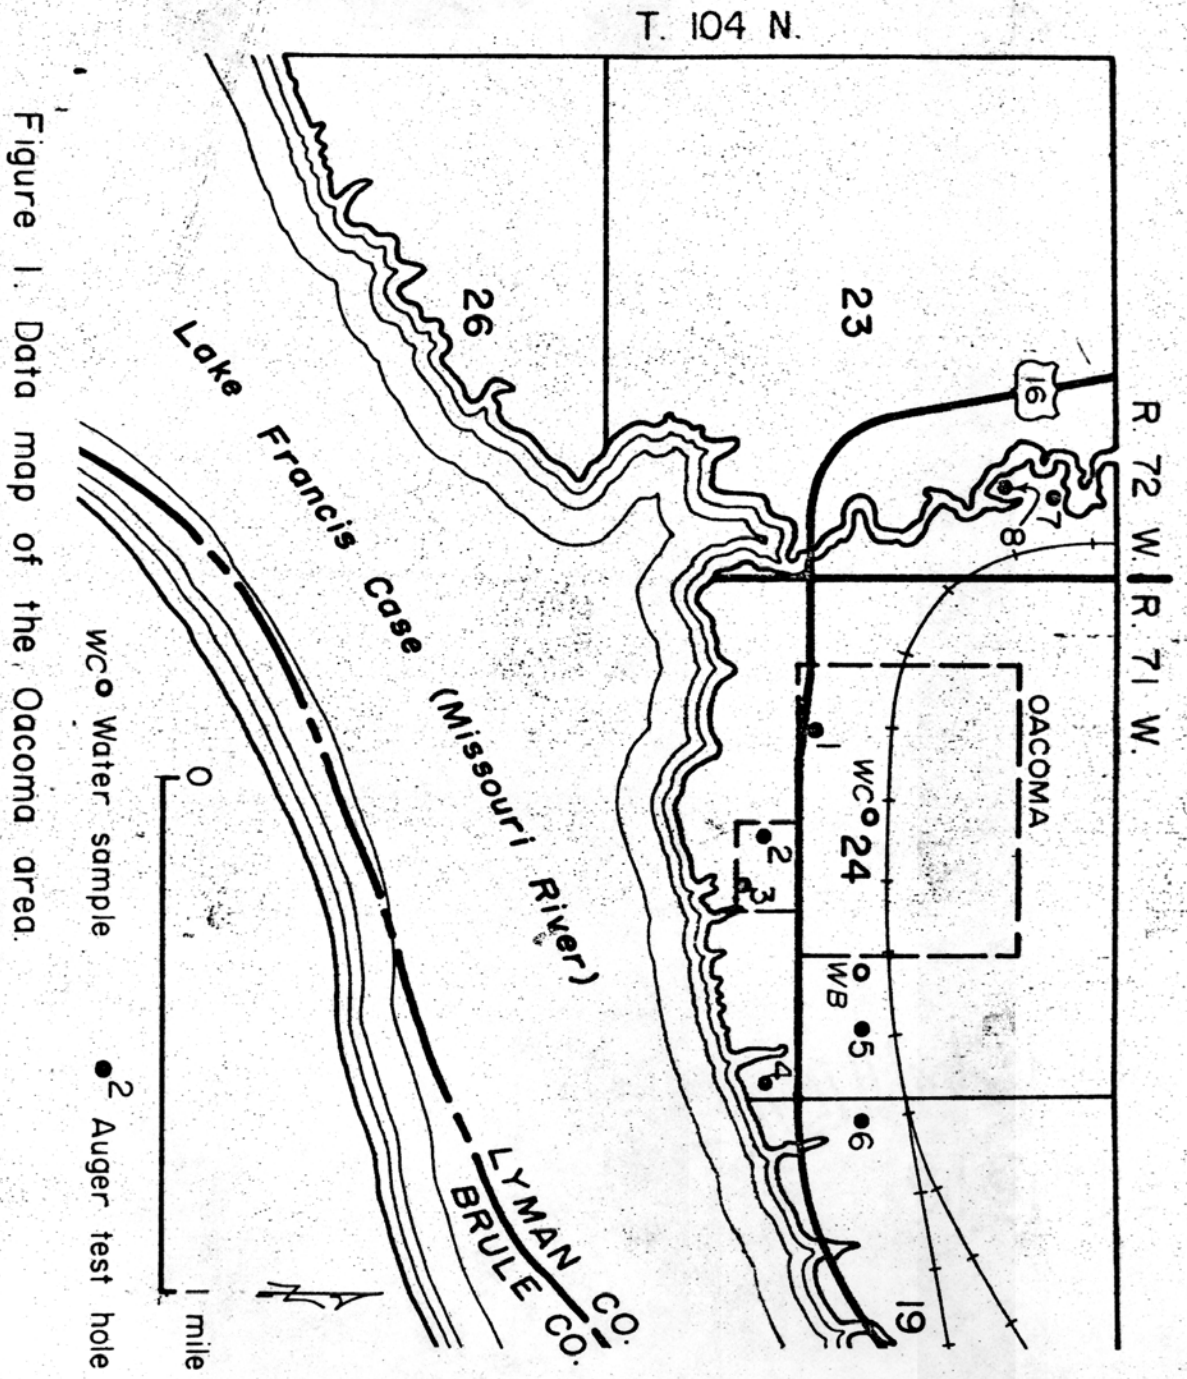 T. 104 N.
R. 72 W.
R. 71 W.
23
16
7
8
26
OACOMA
1
WC
24
2
3
WB
5
4
6
19
Lake Francis Case (Missouri River)
LYMAN CO.
BRULE CO.
0
1 mile
WC Water sample
2 Auger test hole
Figure 1. Data map of the Oacoma area.